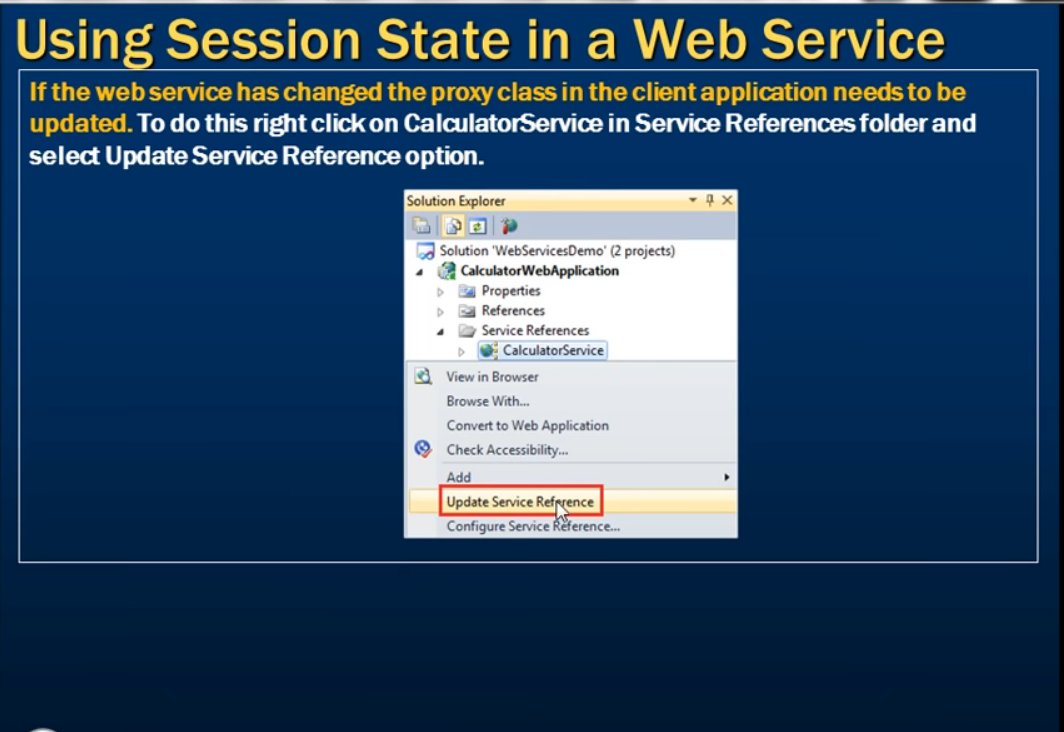 Using Session State in a Web Service
If the web service has changed the proxy class in the client application needs to be
updated. To do this right click on CalculatorService in Service References folder and
select Update Service Reference option.
Solution Explorer
Solution 'WebServicesDemo' (2 projects)
CalculatorWebApplication
Properties
References
Service References
CalculatorService
View in Browser
Browse With...
Convert to Web Application
Check Accessibility...
Add
Update Service Reference
Configure Service Reference...